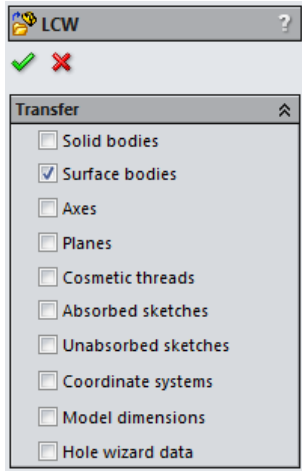 LCW ?
Transfer
Solid bodies
Surface bodies
Axes
Planes
Cosmetic threads
Absorbed sketches
Unabsorbed sketches
Coordinate systems
Model dimensions
Hole wizard data